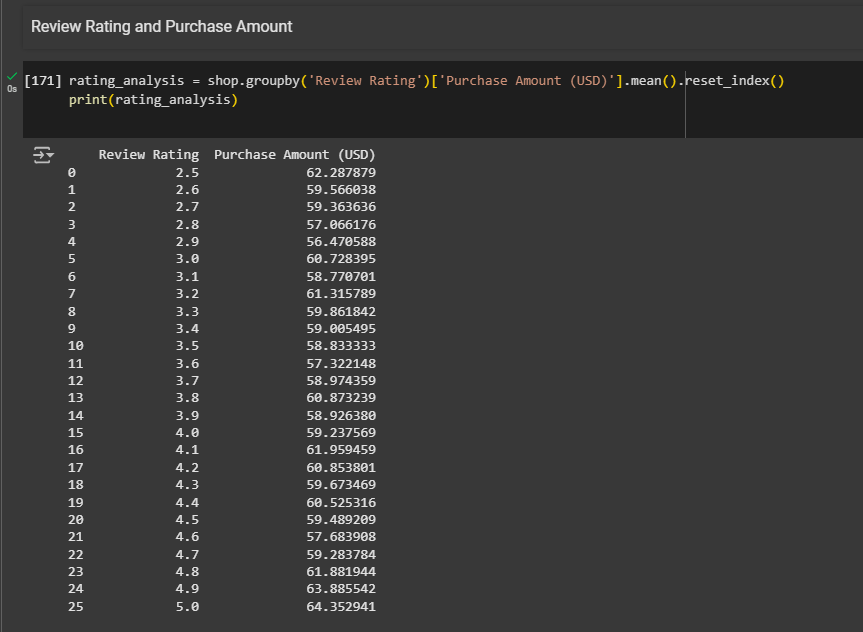 Review Rating and Purchase Amount
[171] rating_analysis = shop.groupby('Review Rating')['Purchase Amount (USD)'].mean().reset_index()
0s
print(rating_analysis)
Review Rating  Purchase Amount (USD)
0 2.5 62.287879
1 2.6 59.566038
2 2.7 59.363636
3 2.8 57.066176
4 2.9 56.470588
5 3.0 60.728395
6 3.1 58.770701
7 3.2 61.315789
8 3.3 59.861842
9 3.4 59.005495
10 3.5 58.833333
11 3.6 57.322148
12 3.7 58.974359
13 3.8 60.873239
14 3.9 58.926380
15 4.0 59.237569
16 4.1 61.959459
17 4.2 60.853801
18 4.3 59.673469
19 4.4 60.525316
20 4.5 59.489209
21 4.6 57.683908
22 4.7 59.283784
23 4.8 61.881944
24 4.9 63.885542
25 5.0 64.352941